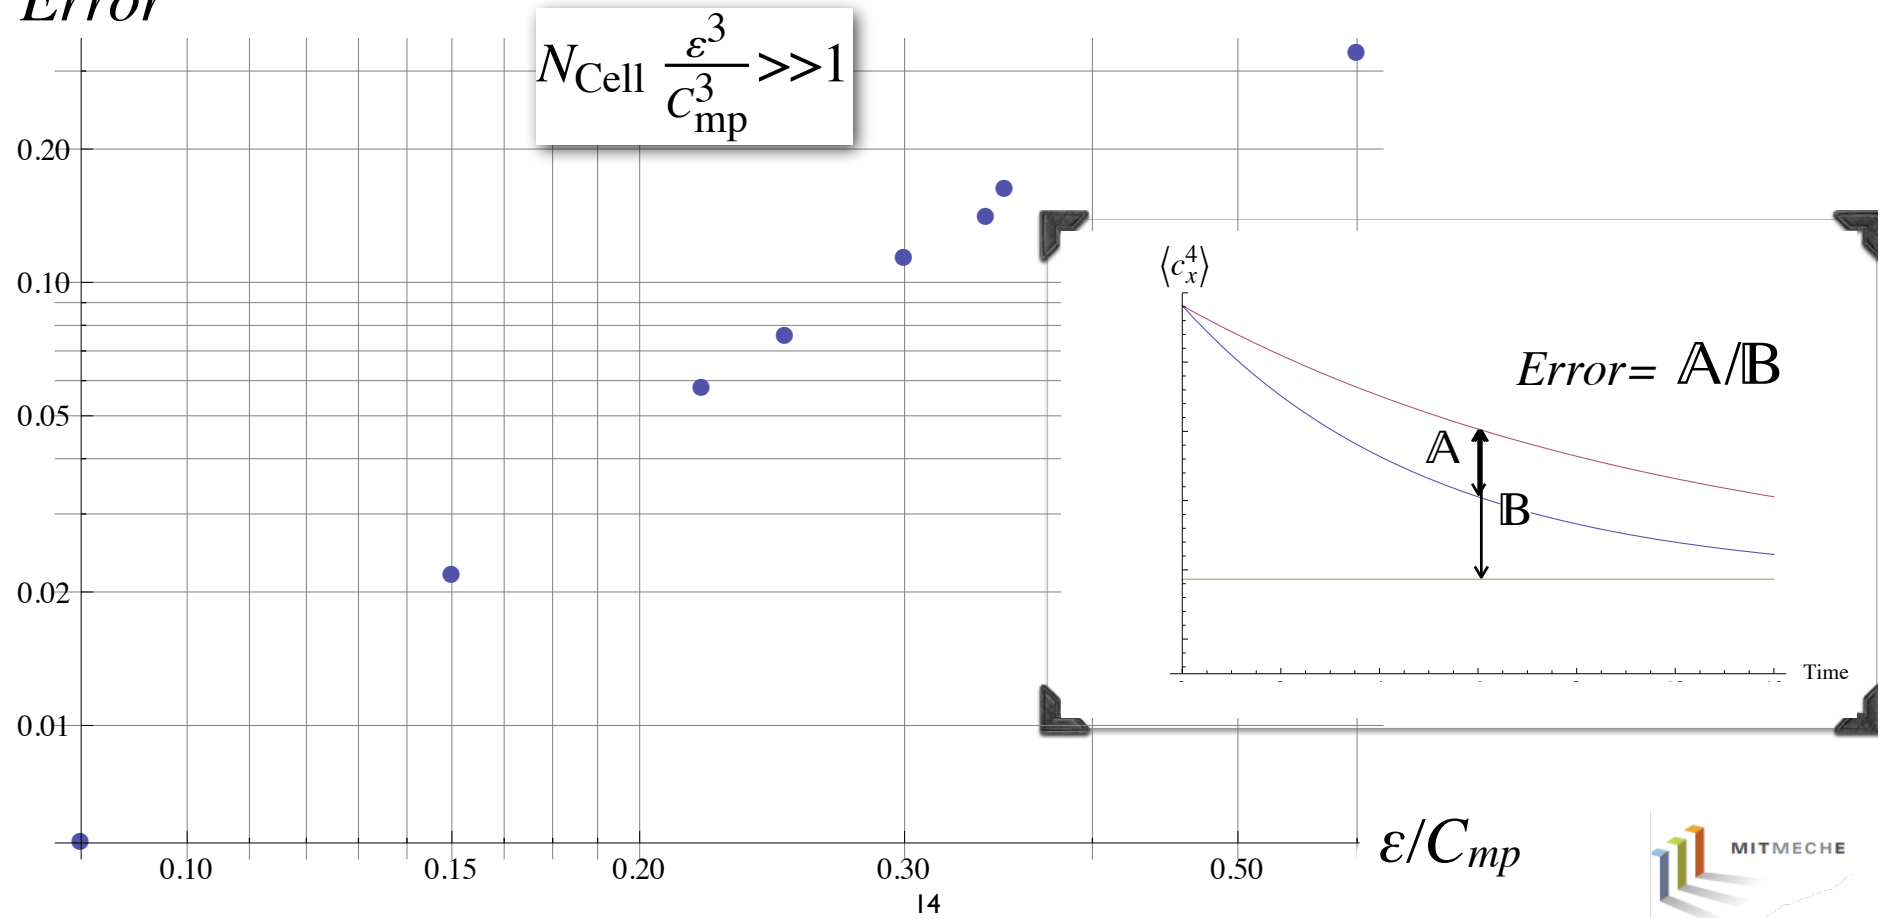 Error
N_Cell ε^3/C_mp^3 >>1
0.20
0.10
0.05
0.02
0.01
0.10 0.15 0.20 0.30 0.50
ε/C_mp
⟨c_x^4⟩
Error= 𝔸/𝔹
𝔸
𝔹
Time
MITMECHE
14